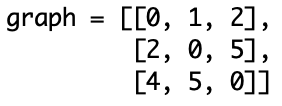 graph = [[0, 1, 2],
         [2, 0, 5],
         [4, 5, 0]]